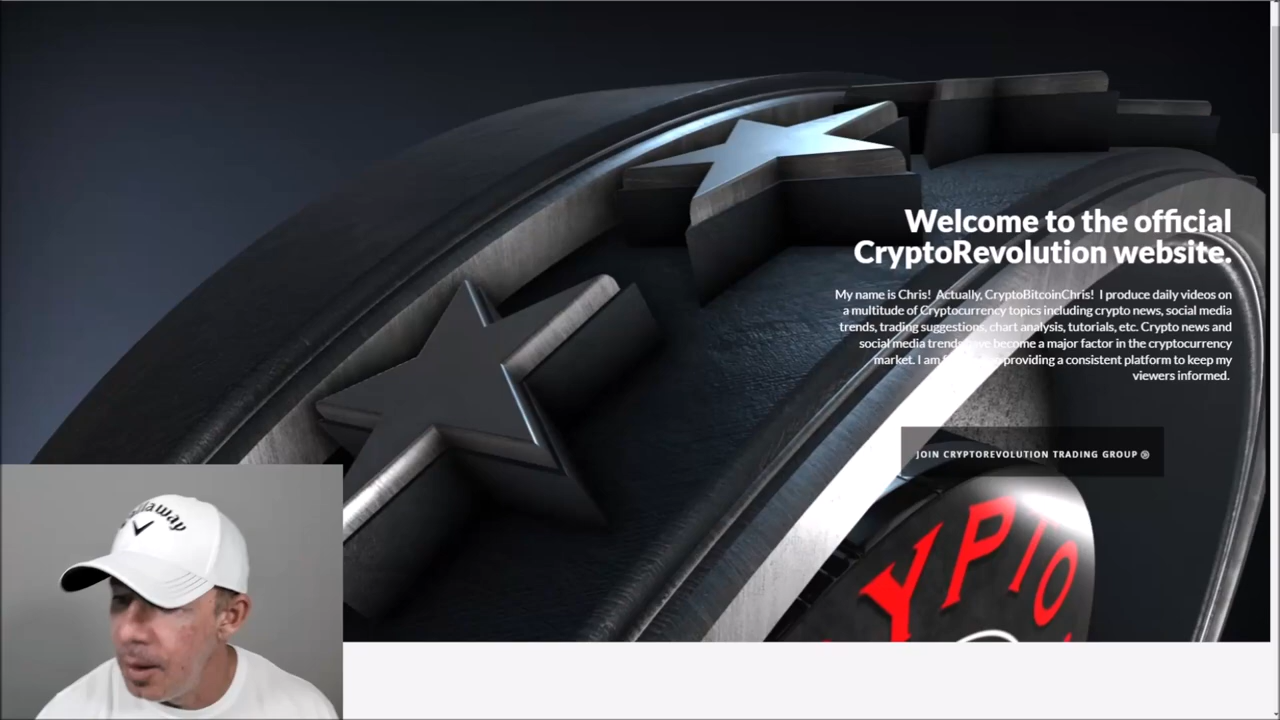 Welcome to the official
CryptoRevolution website.
My name is Chris! Actually, CryptoBitcoinChris! I produce daily videos on
a multitude of Cryptocurrency topics including crypto news, social media
trends, trading suggestions, chart analysis, tutorials, etc. Crypto news and
social media trends have become a major factor in the cryptocurrency
market. I am providing a consistent platform to keep my
viewers informed.
JOIN CRYPTOREVOLUTION TRADING GROUP
YPTO
Callaway